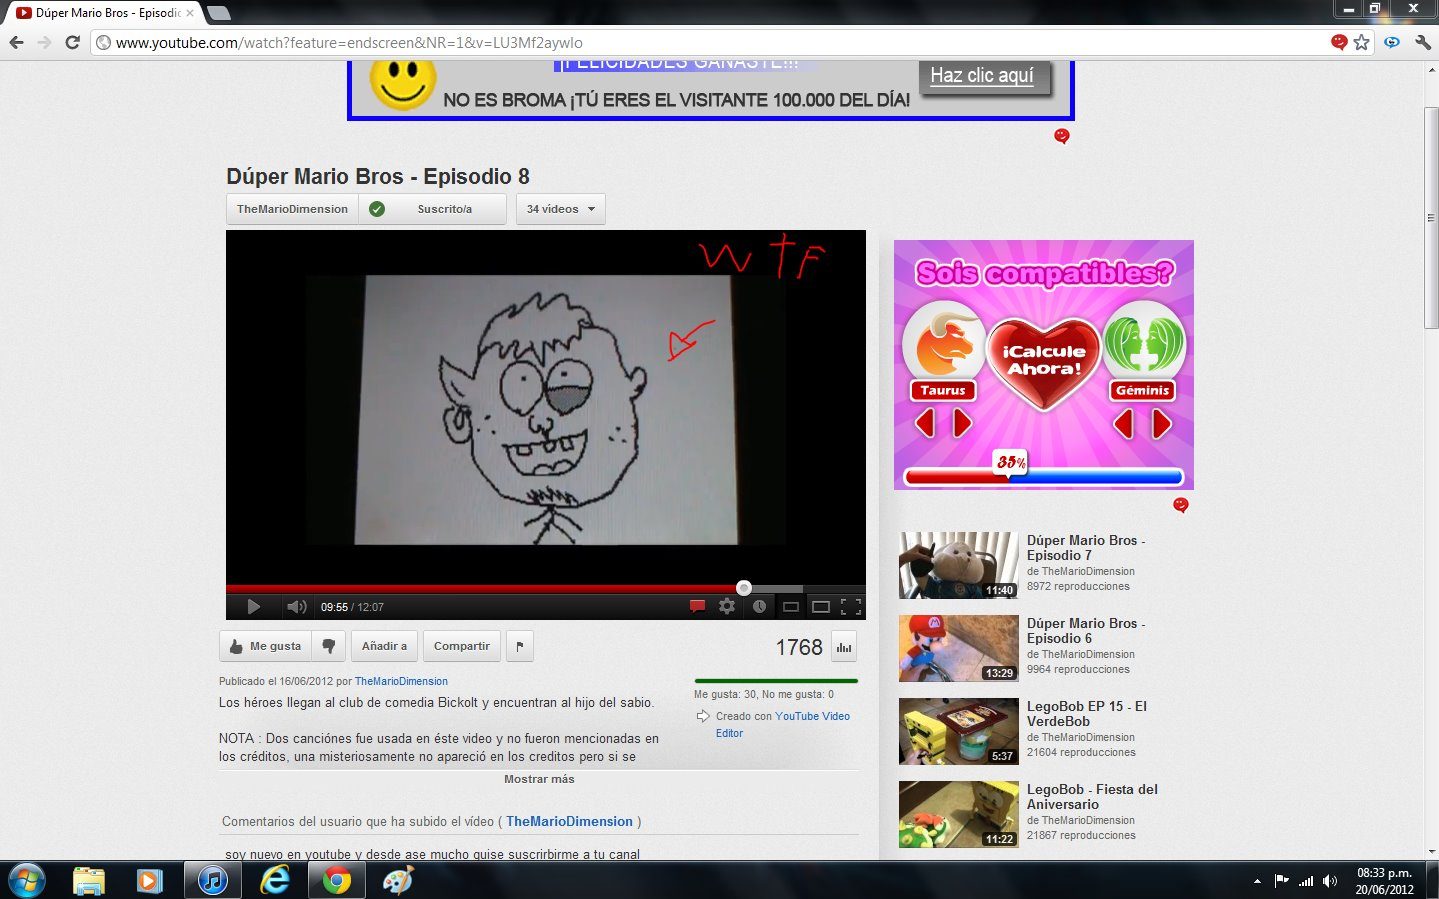 Dúper Mario Bros - Episodic
www.youtube.com/watch?feature=endscreen&NR=1&v=LU3Mf2aywlo
¡FELICIDADES GANASTE!!!
NO ES BROMA ¡TÚ ERES EL VISITANTE 100.000 DEL DÍA!
Haz clic aquí
Dúper Mario Bros - Episodio 8
TheMarioDimension
Suscrito/a
34 vídeos
WTF
09:55 / 12:07
Me gusta
Añadir a
Compartir
1768
Publicado el 16/06/2012 por TheMarioDimension
Los héroes llegan al club de comedia Bickolt y encuentran al hijo del sabio.
NOTA : Dos canciónes fue usada en éste video y no fueron mencionadas en
los créditos, una misteriosamente no apareció en los creditos pero si se
Mostrar más
Me gusta: 30, No me gusta: 0
Creado con YouTube Video
Editor
Comentarios del usuario que ha subido el vídeo ( TheMarioDimension )
soy nuevo en youtube y desde ase mucho quise suscrirbirme a tu canal
Sois compatibles?
¡Calcule
Ahora!
Taurus
Géminis
35%
Dúper Mario Bros -
Episodio 7
de TheMarioDimension
8972 reproducciones
11:40
Dúper Mario Bros -
Episodio 6
de TheMarioDimension
9964 reproducciones
13:29
LegoBob EP 15 - El
VerdeBob
de TheMarioDimension
21604 reproducciones
5:37
LegoBob - Fiesta del
Aniversario
de TheMarioDimension
21867 reproducciones
11:22
08:33 p.m.
20/06/2012